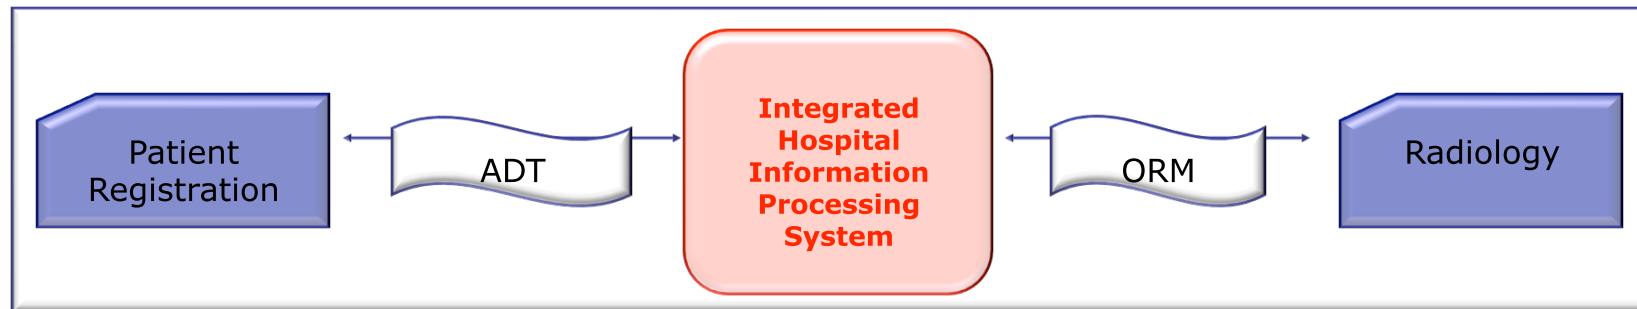 Patient
Registration
ADT
Integrated
Hospital
Information
Processing
System
ORM
Radiology